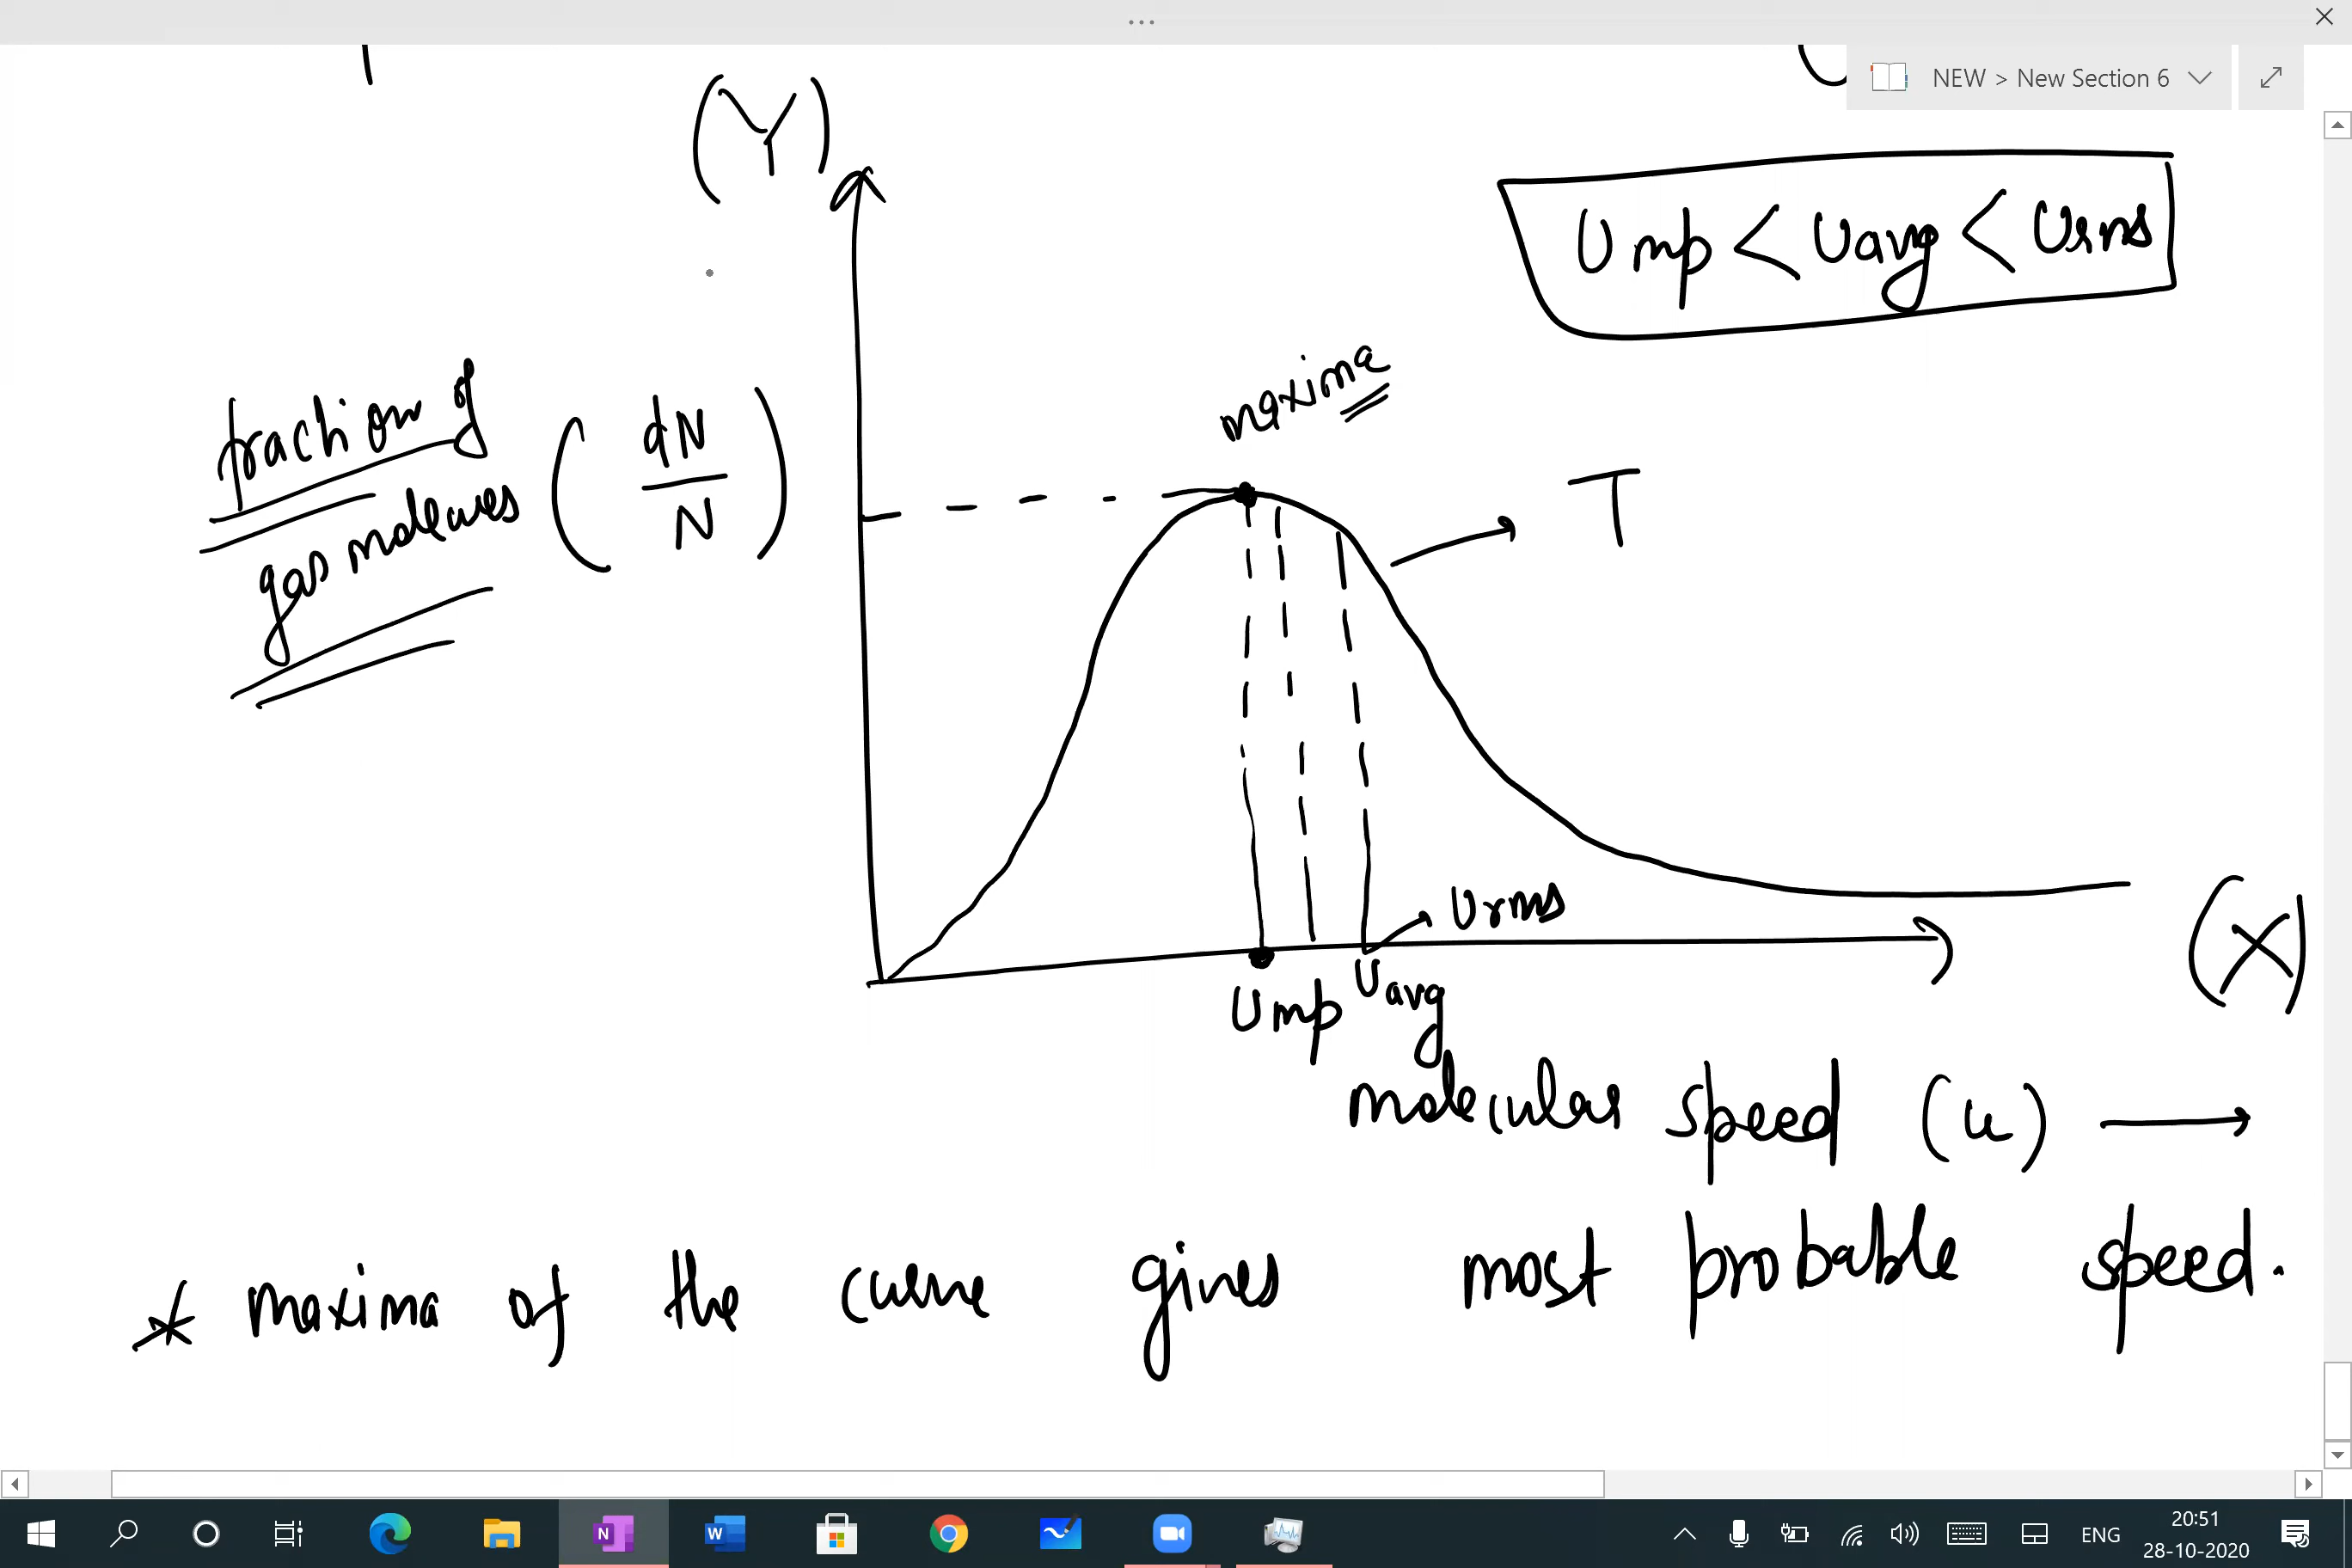 ...
NEW > New Section 6
(Y)
Ump < Uavg < Urms
maxima
fraction of
gas molecules
(dN/N)
T
Urms
Ump Uavg
(X)
molecular speed (u) →
* maxima of the curve gives most probable speed.
N
W
ENG
20:51
28-10-2020